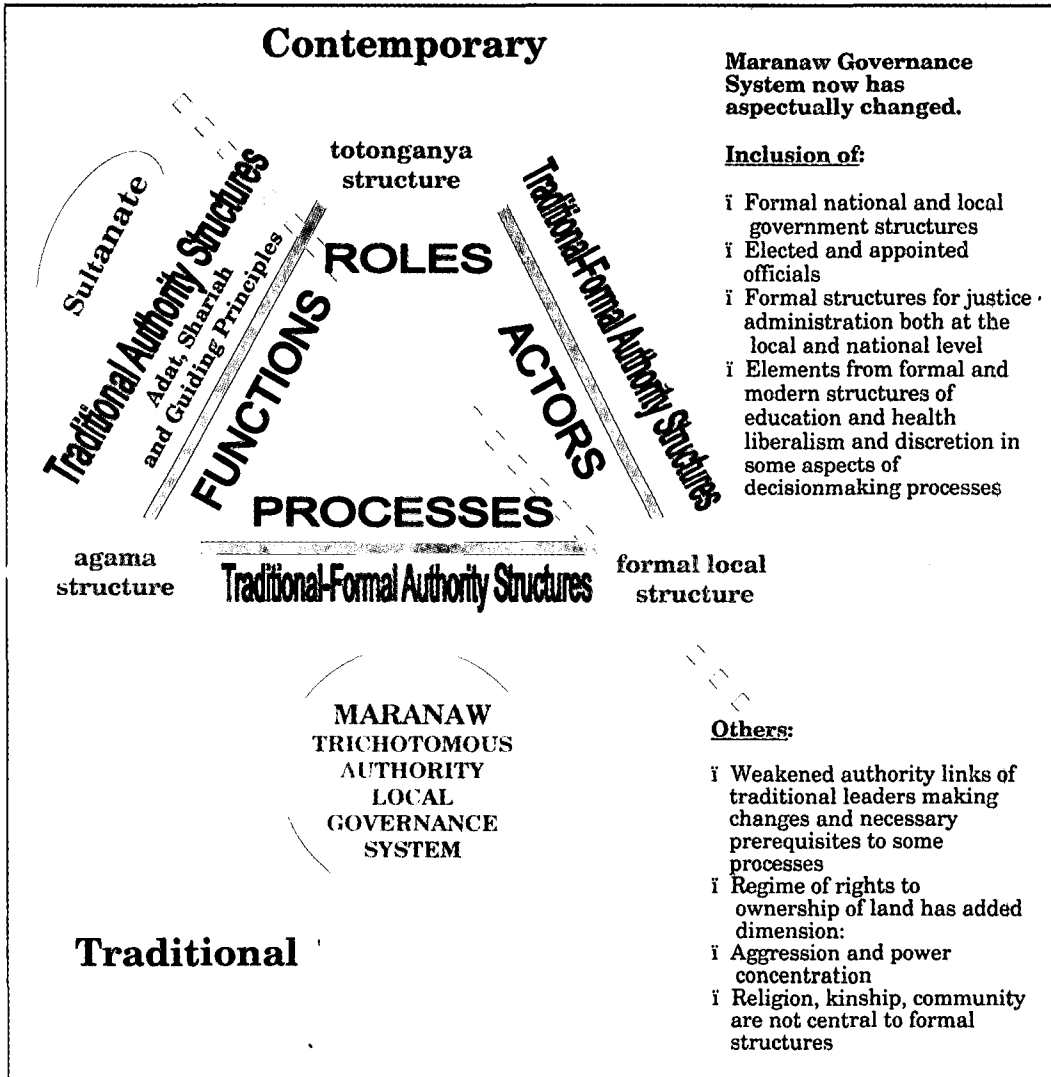 Contemporary
totonganya
structure
Sultanate
Traditional Authority Structures
Adat, Shariah
and Guiding Principles
FUNCTIONS
ROLES
ACTORS
Traditional-Formal Authority Structures
PROCESSES
agama
structure
Traditional-Formal Authority Structures
formal local
structure
MARANAW
TRICHOTOMOUS
AUTHORITY
LOCAL
GOVERNANCE
SYSTEM
Traditional
Maranaw Governance
System now has
aspectually changed.
Inclusion of:
ï Formal national and local
government structures
ï Elected and appointed
officials
ï Formal structures for justice
administration both at the
local and national level
ï Elements from formal and
modern structures of
education and health
liberalism and discretion in
some aspects of
decisionmaking processes
Others:
ï Weakened authority links of
traditional leaders making
changes and necessary
prerequisites to some
processes
ï Regime of rights to
ownership of land has added
dimension:
ï Aggression and power
concentration
ï Religion, kinship, community
are not central to formal
structures